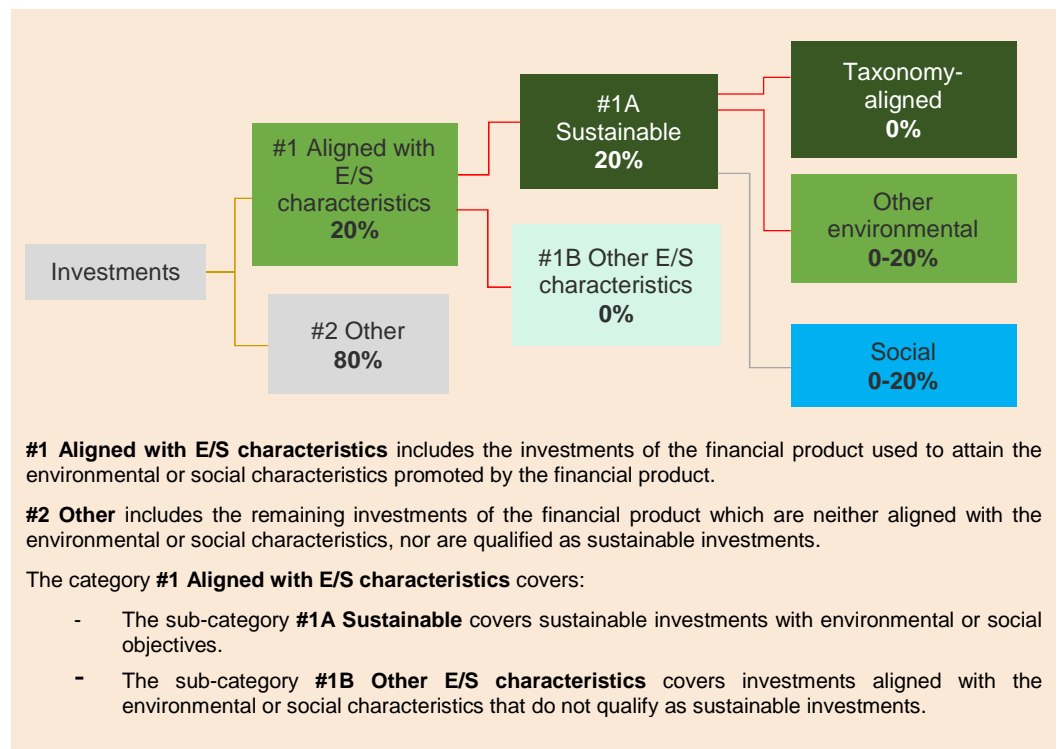 Investments
#1 Aligned with
E/S
characteristics
20%
#2 Other
80%
#1A
Sustainable
20%
#1B Other E/S
characteristics
0%
Taxonomy-
aligned
0%
Other
environmental
0-20%
Social
0-20%
#1 Aligned with E/S characteristics includes the investments of the financial product used to attain the
environmental or social characteristics promoted by the financial product.
#2 Other includes the remaining investments of the financial product which are neither aligned with the
environmental or social characteristics, nor are qualified as sustainable investments.
The category #1 Aligned with E/S characteristics covers:
- The sub-category #1A Sustainable covers sustainable investments with environmental or social
objectives.
- The sub-category #1B Other E/S characteristics covers investments aligned with the
environmental or social characteristics that do not qualify as sustainable investments.